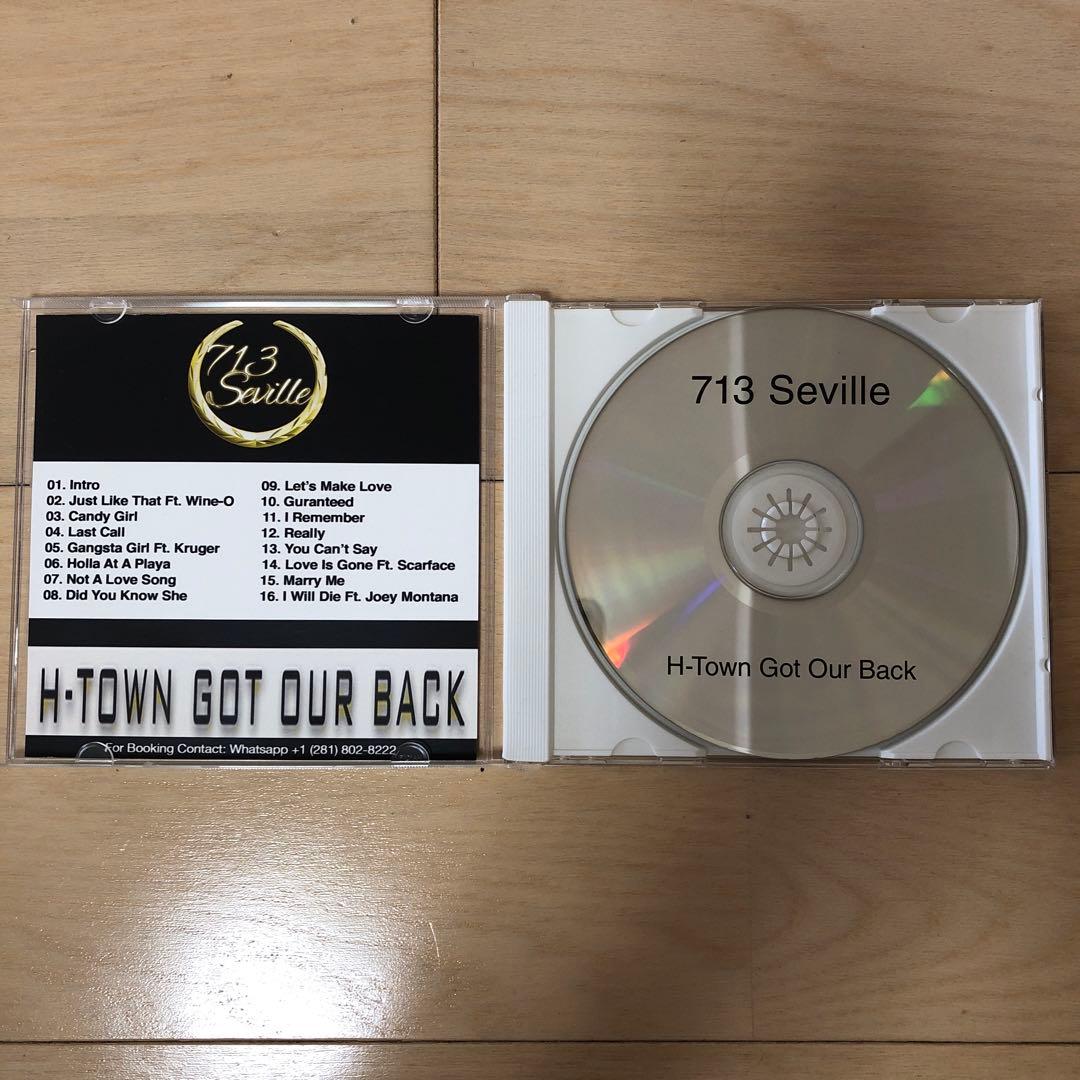 713
Seville
01. Intro
02. Just Like That Ft. Wine-O
03. Candy Girl
04. Last Call
05. Gangsta Girl Ft. Kruger
06. Holla At A Playa
07. Not A Love Song
08. Did You Know She
09. Let's Make Love
10. Guranteed
11. I Remember
12. Really
13. You Can't Say
14. Love Is Gone Ft. Scarface
15. Marry Me
16. I Will Die Ft. Joey Montana
H-TOWN GOT OUR BACK
For Booking Contact: Whatsapp +1 (281) 802-8222
713 Seville
H-Town Got Our Back